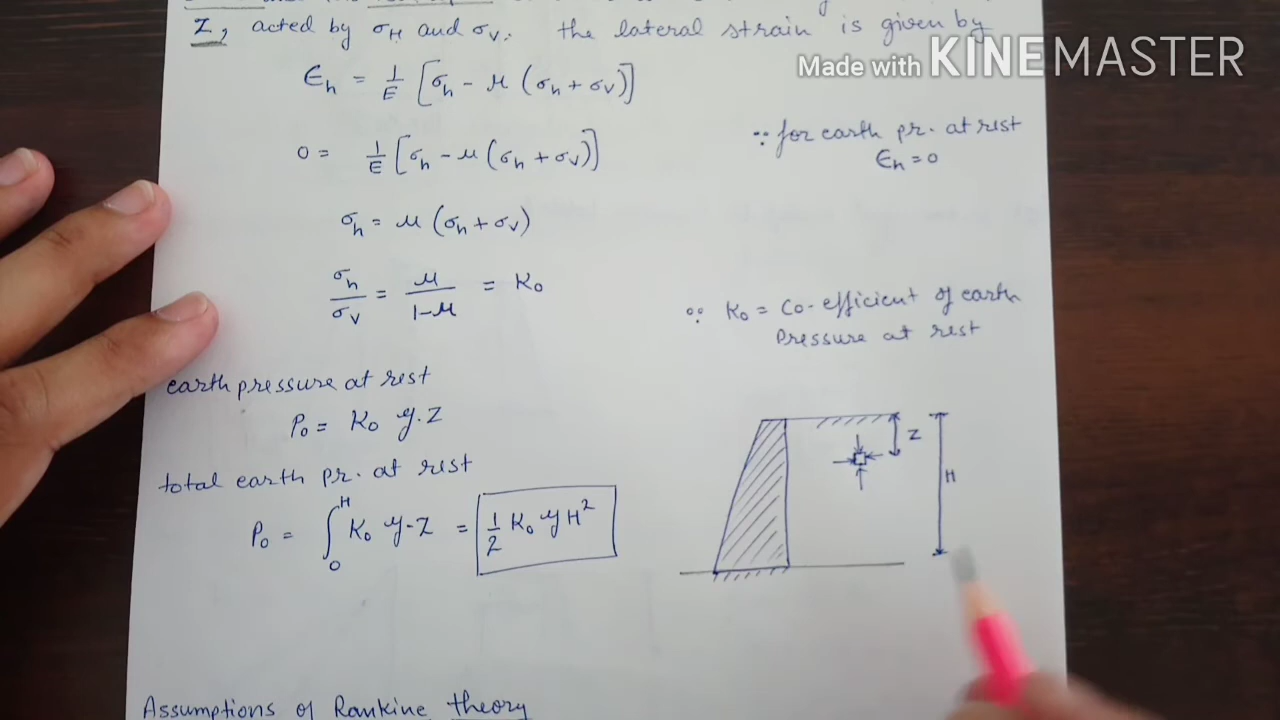 Z, acted by σH and σv. the lateral strain is given by
Made with KINEMASTER
ϵh = 1/E [σh - μ (σh + σv)]
0 = 1/E [σh - μ (σh + σv)]
∵ for earth pr. at rest
ϵh = 0
σh = μ (σh + σv)
σh/σv = μ/1-μ = K0
∵ K0 = Co-efficient of earth
Pressure at rest
earth pressure at rest
P0 = K0 y.Z
total earth pr. at rest
P0 = ∫0H K0 y-Z = 1/2 K0 y H²
Z
H
Assumptions of Rankine theory